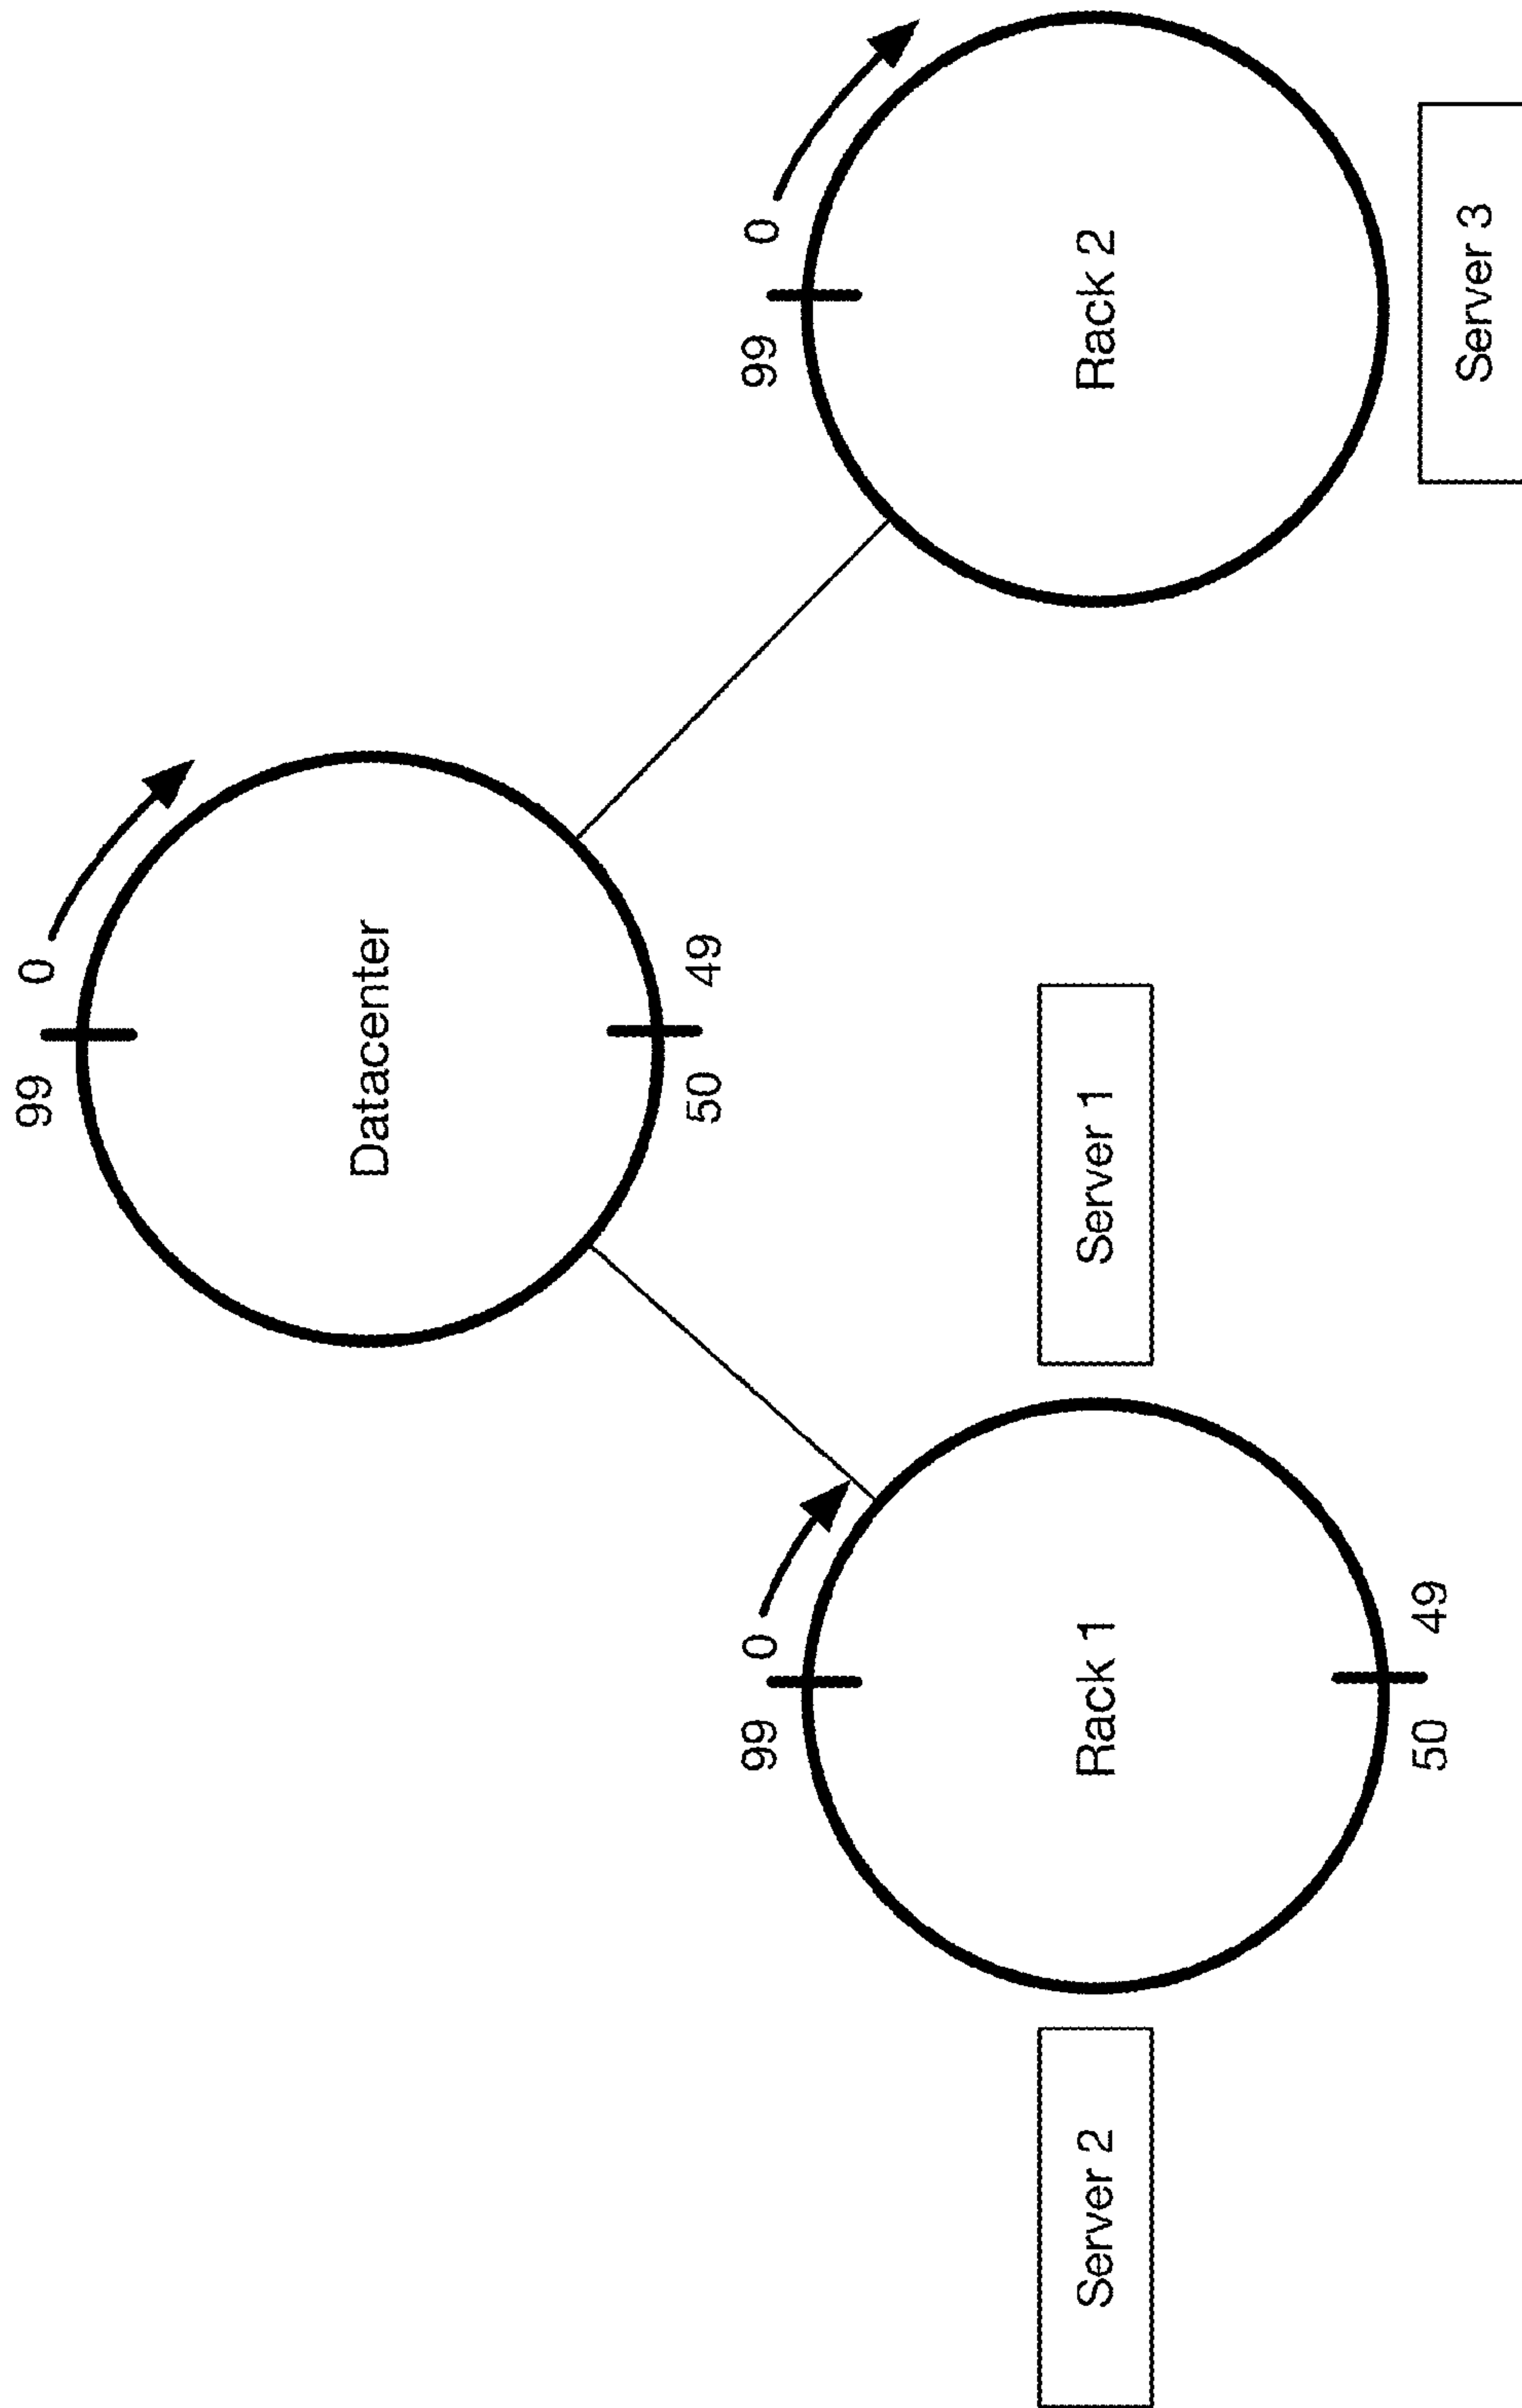 99 0
Datacenter
50 49
99 0
99 0
Server 2
Rack 1
Server 1
Rack 2
50 49
Server 3